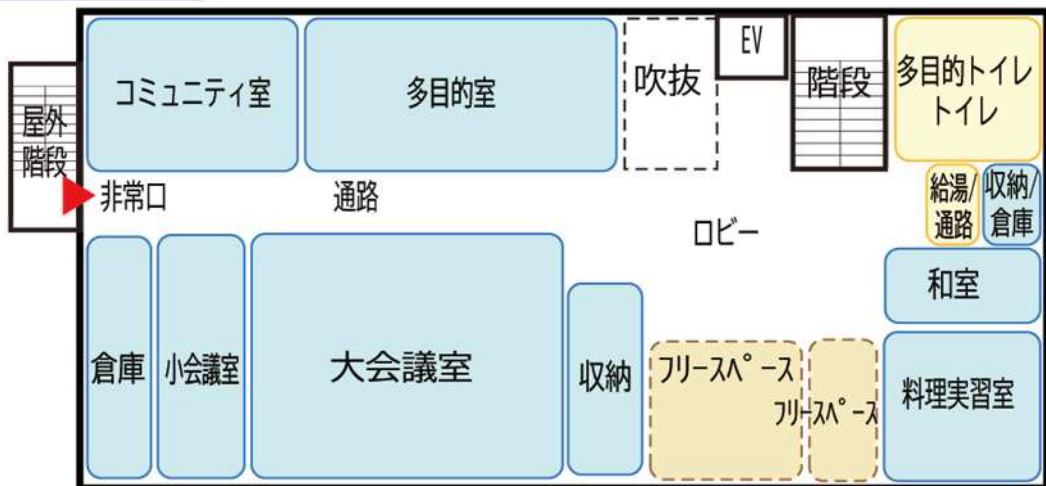 コミュニティ室
多目的室
吹抜
EV
階段
多目的トイレ
トイレ
屋外
階段
非常口
通路
ロビー
給湯/
通路
収納/
倉庫
和室
倉庫
小会議室
大会議室
収納
フリースペース
フリースペース
料理実習室